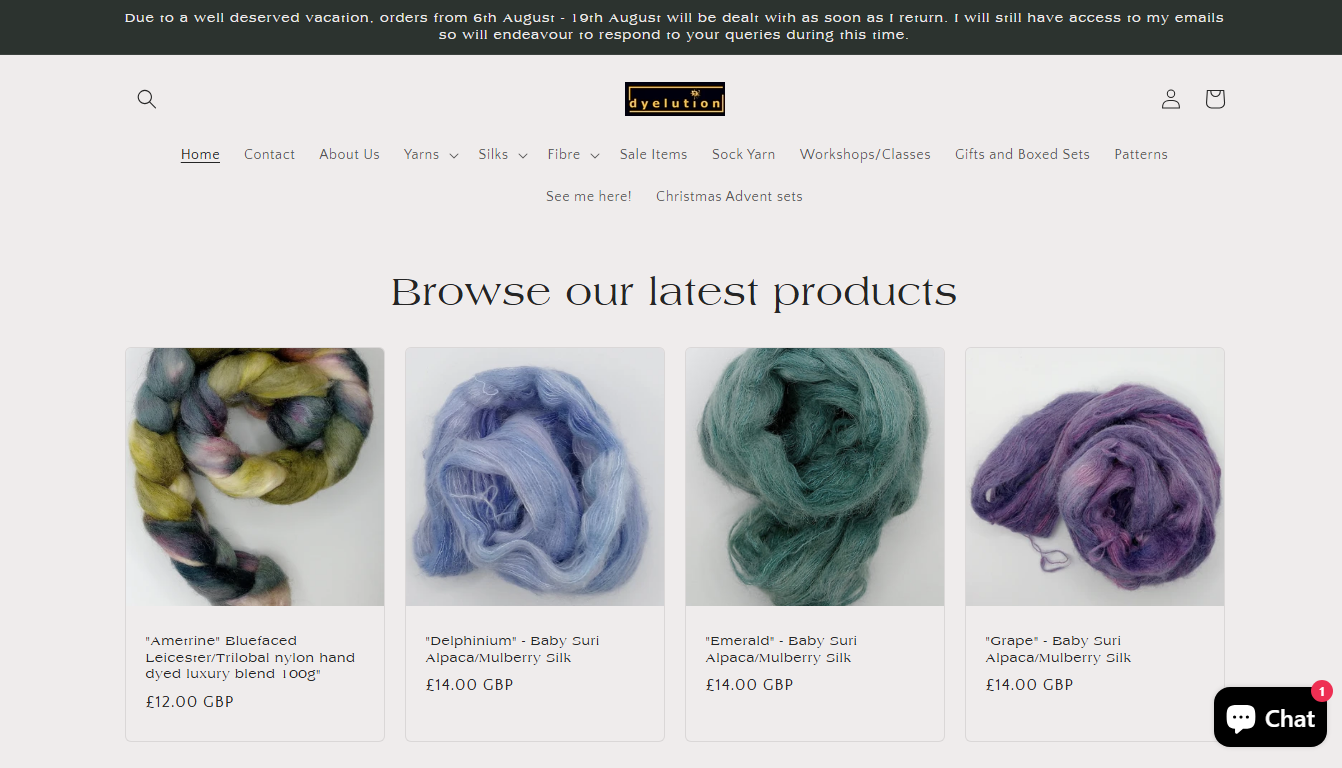 Due to a well deserved vacation, orders from 6th August - 19th August will be dealt with as soon as I return. I will still have access to my emails
so will endeavour to respond to your queries during this time.
dyelution
Home Contact About Us Yarns Silks Fibre Sale Items Sock Yarn Workshops/Classes Gifts and Boxed Sets Patterns
See me here! Christmas Advent sets
Browse our latest products
"Ametrine" Bluefaced
Leicester/Trilobal nylon hand
dyed luxury blend 100g"
£12.00 GBP
"Delphinium" - Baby Suri
Alpaca/Mulberry Silk
£14.00 GBP
"Emerald" - Baby Suri
Alpaca/Mulberry Silk
£14.00 GBP
"Grape" - Baby Suri
Alpaca/Mulberry Silk
£14.00 GBP
1
Chat